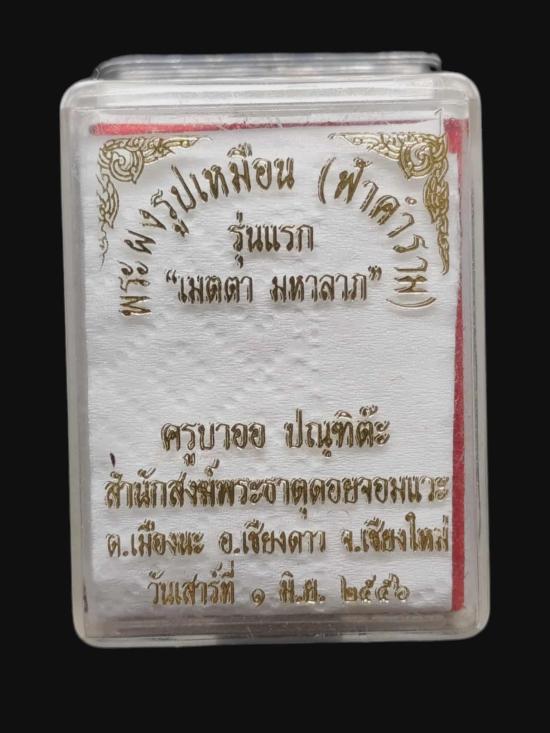 พระผงรูปเหมือน (ฟ้าคำราม)
รุ่นแรก
"เมตตา มหาลาภ"
ครูบาออ ปณฺฑิต๊ะ
สำนักสงฆ์พระธาตุดอยจอมแวะ
ต.เมืองนะ อ.เชียงดาว จ.เชียงใหม่
วันเสาร์ที่ ๑ มิ.ย. ๒๕๕๖